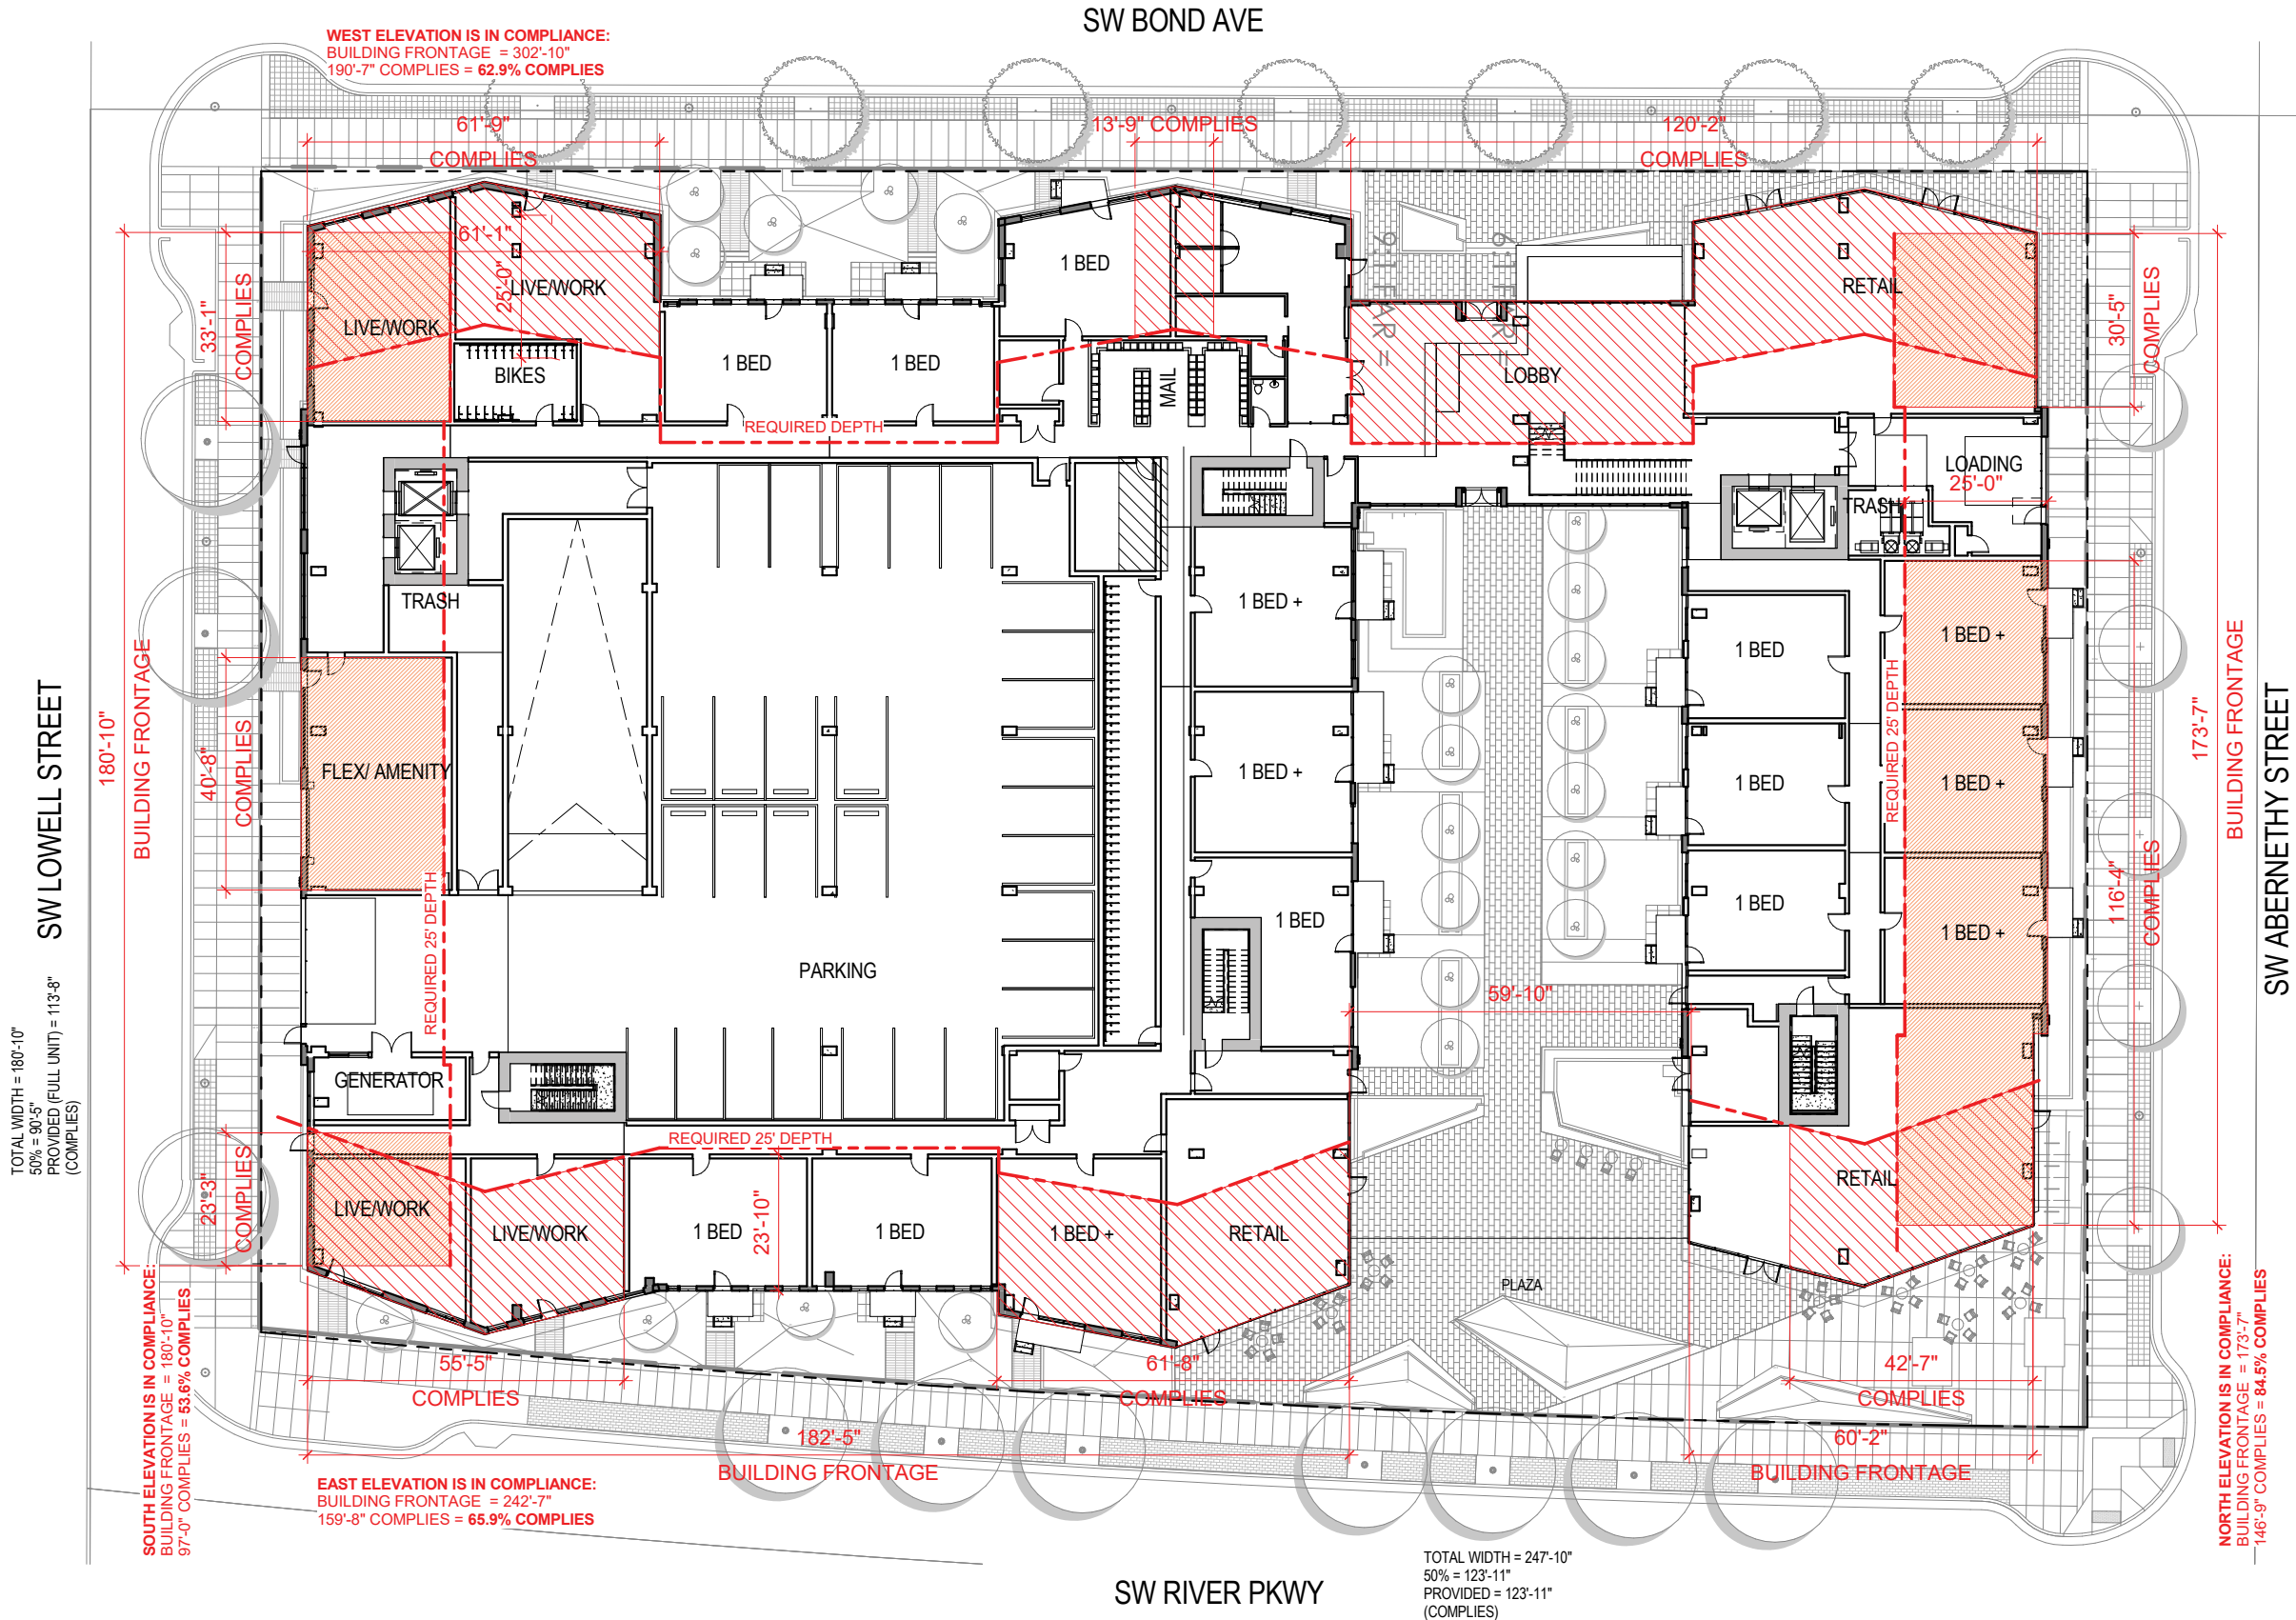 SW BOND AVE
WEST ELEVATION IS IN COMPLIANCE:
BUILDING FRONTAGE = 302'-10"
190'-7" COMPLIES = 62.9% COMPLIES
61'-9"
COMPLIES
13'-9" COMPLIES
120'-2"
COMPLIES
61'-1"
25'-0"
LIVE/WORK
LIVE/WORK
BIKES
1 BED
1 BED
1 BED
MAIL
LOBBY
RETAIL
REQUIRED DEPTH
33'-1"
COMPLIES
30'-5"
COMPLIES
LOADING
25'-0"
TRASH
TRASH
180'-10"
BUILDING FRONTAGE
40'-8"
COMPLIES
FLEX/ AMENITY
REQUIRED 25' DEPTH
SW LOWELL STREET
TOTAL WIDTH = 180'-10"
50% = 90'-5"
PROVIDED (FULL UNIT) = 113'-8"
(COMPLIES)
1 BED +
1 BED +
1 BED
PARKING
1 BED
1 BED
1 BED
1 BED +
1 BED +
1 BED +
REQUIRED 25' DEPTH
116'-4"
COMPLIES
173'-7"
BUILDING FRONTAGE
SW ABERNETHY STREET
59'-10"
GENERATOR
23'-3"
COMPLIES
REQUIRED 25' DEPTH
LIVE/WORK
LIVE/WORK
1 BED
23'-10"
1 BED
1 BED +
RETAIL
RETAIL
PLAZA
55'-5"
COMPLIES
61'-8"
COMPLIES
42'-7"
COMPLIES
182'-5"
BUILDING FRONTAGE
60'-2"
BUILDING FRONTAGE
SOUTH ELEVATION IS IN COMPLIANCE:
BUILDING FRONTAGE = 180'-10"
97'-0" COMPLIES = 53.6% COMPLIES
EAST ELEVATION IS IN COMPLIANCE:
BUILDING FRONTAGE = 242'-7"
159'-8" COMPLIES = 65.9% COMPLIES
NORTH ELEVATION IS IN COMPLIANCE:
BUILDING FRONTAGE = 173'-7"
146'-9" COMPLIES = 84.5% COMPLIES
SW RIVER PKWY
TOTAL WIDTH = 247'-10"
50% = 123'-11"
PROVIDED = 123'-11"
(COMPLIES)